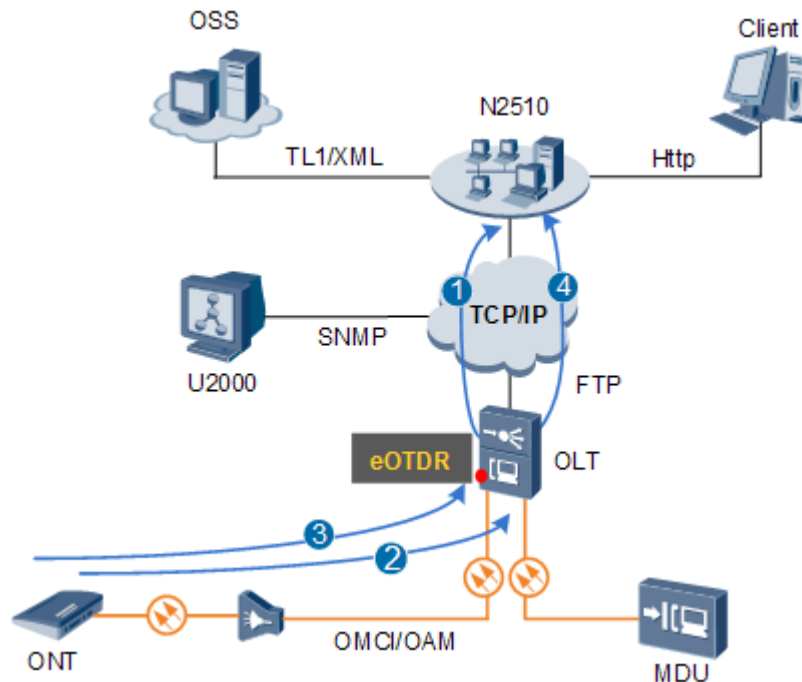 OSS
Client
N2510
TL1/XML
Http
1
4
TCP/IP
SNMP
U2000
FTP
eOTDR
OLT
3
2
OMCI/OAM
ONT
MDU